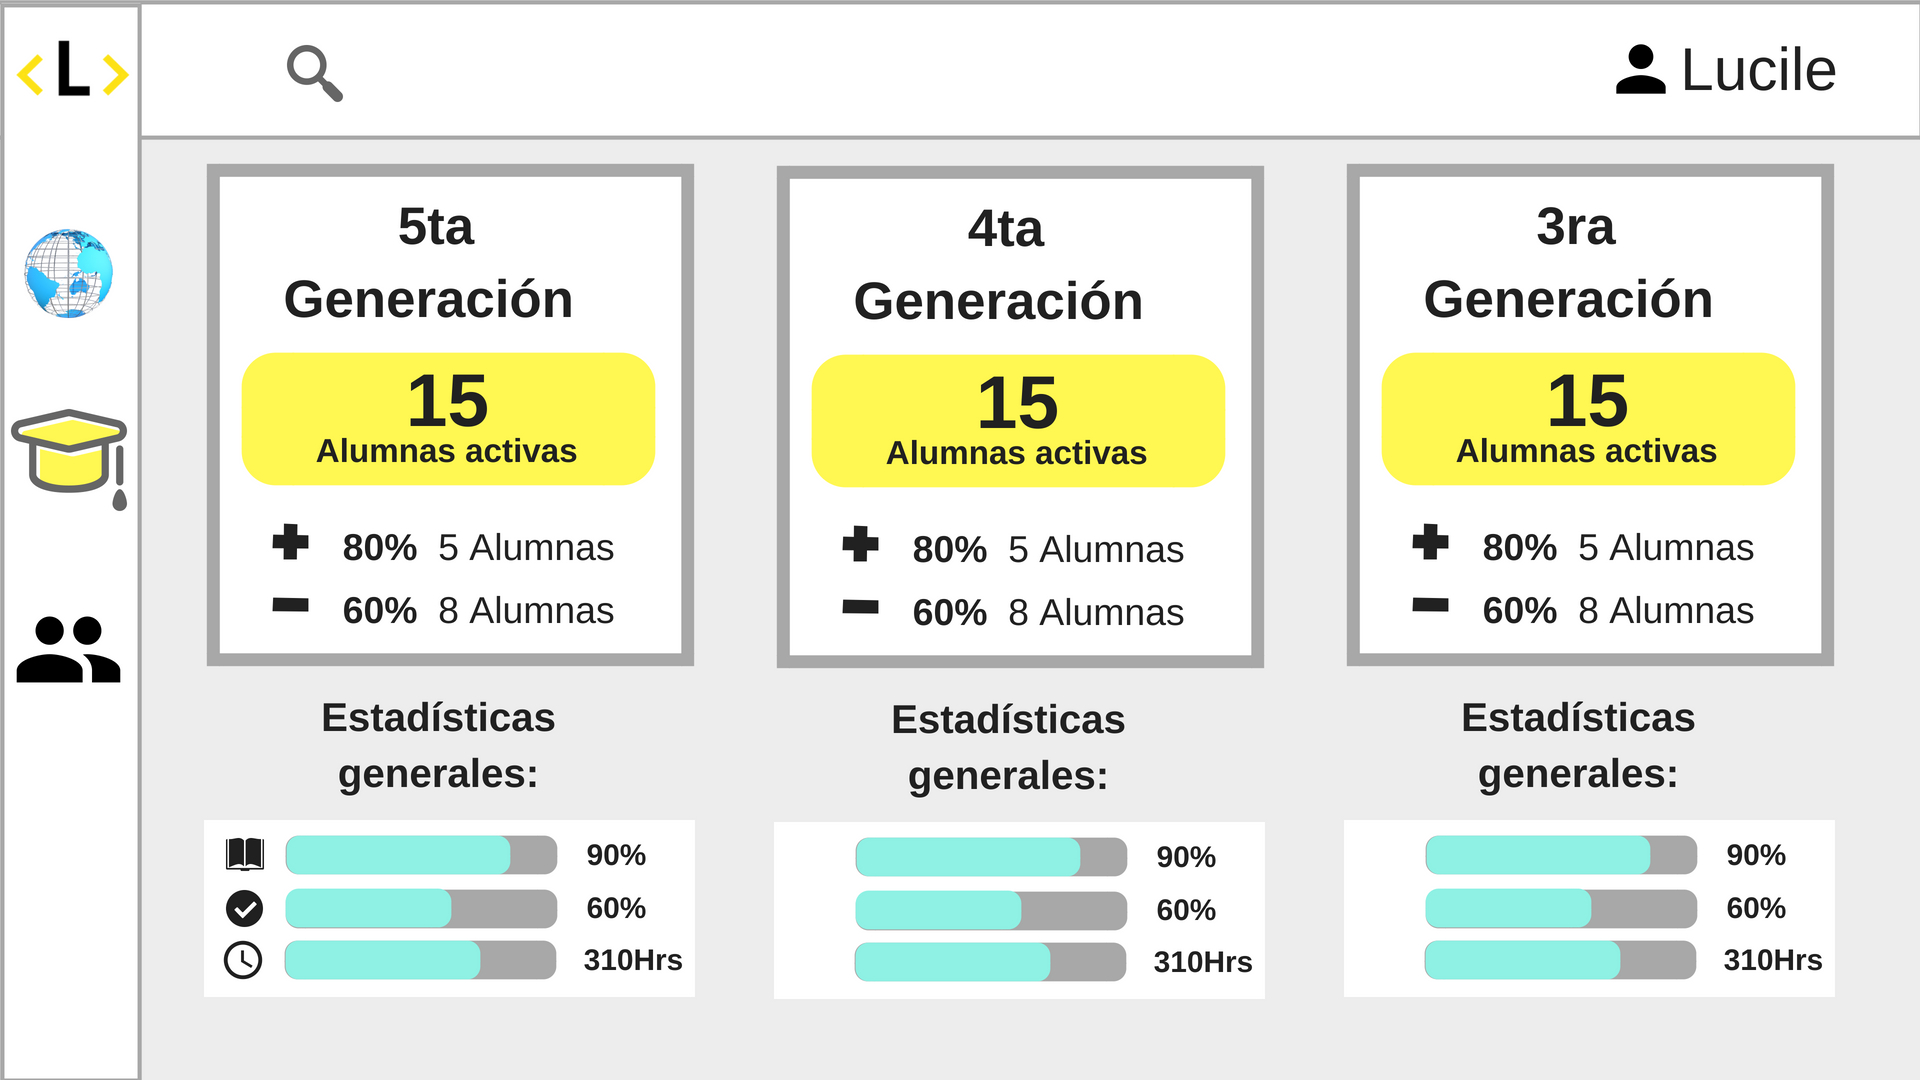 <L>
Lucile
5ta
Generación
15
Alumnas activas
80% 5 Alumnas
60% 8 Alumnas
Estadísticas
generales:
90%
60%
310Hrs
4ta
Generación
15
Alumnas activas
80% 5 Alumnas
60% 8 Alumnas
Estadísticas
generales:
90%
60%
310Hrs
3ra
Generación
15
Alumnas activas
80% 5 Alumnas
60% 8 Alumnas
Estadísticas
generales:
90%
60%
310Hrs